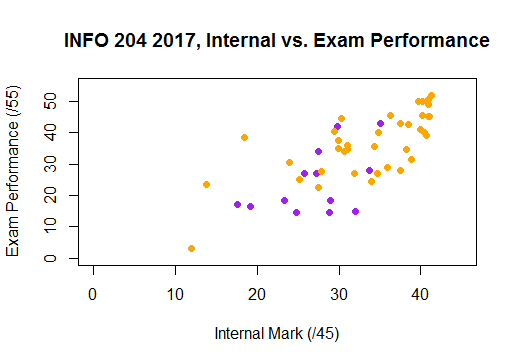 INFO 204 2017, Internal vs. Exam Performance
Exam Performance (/55)
50
40
30
20
10
0
0 10 20 30 40
Internal Mark (/45)